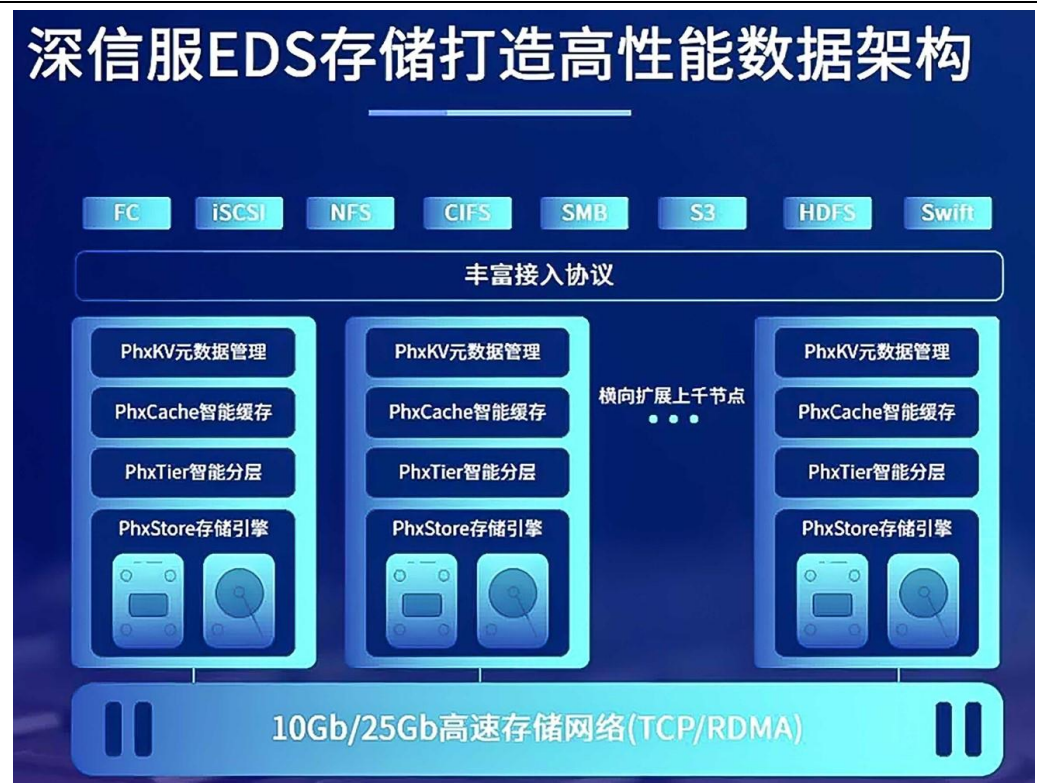 深信服EDS存储打造高性能数据架构
FC iSCSI NFS CIFS SMB S3 HDFS Swift
丰富接入协议
PhxKV元数据管理 PhxKV元数据管理 PhxKV元数据管理
横向扩展上千节点
PhxCache智能缓存 PhxCache智能缓存 PhxCache智能缓存
PhxTier智能分层 PhxTier智能分层 PhxTier智能分层
PhxStore存储引擎 PhxStore存储引擎 PhxStore存储引擎
10Gb/25Gb高速存储网络(TCP/RDMA)